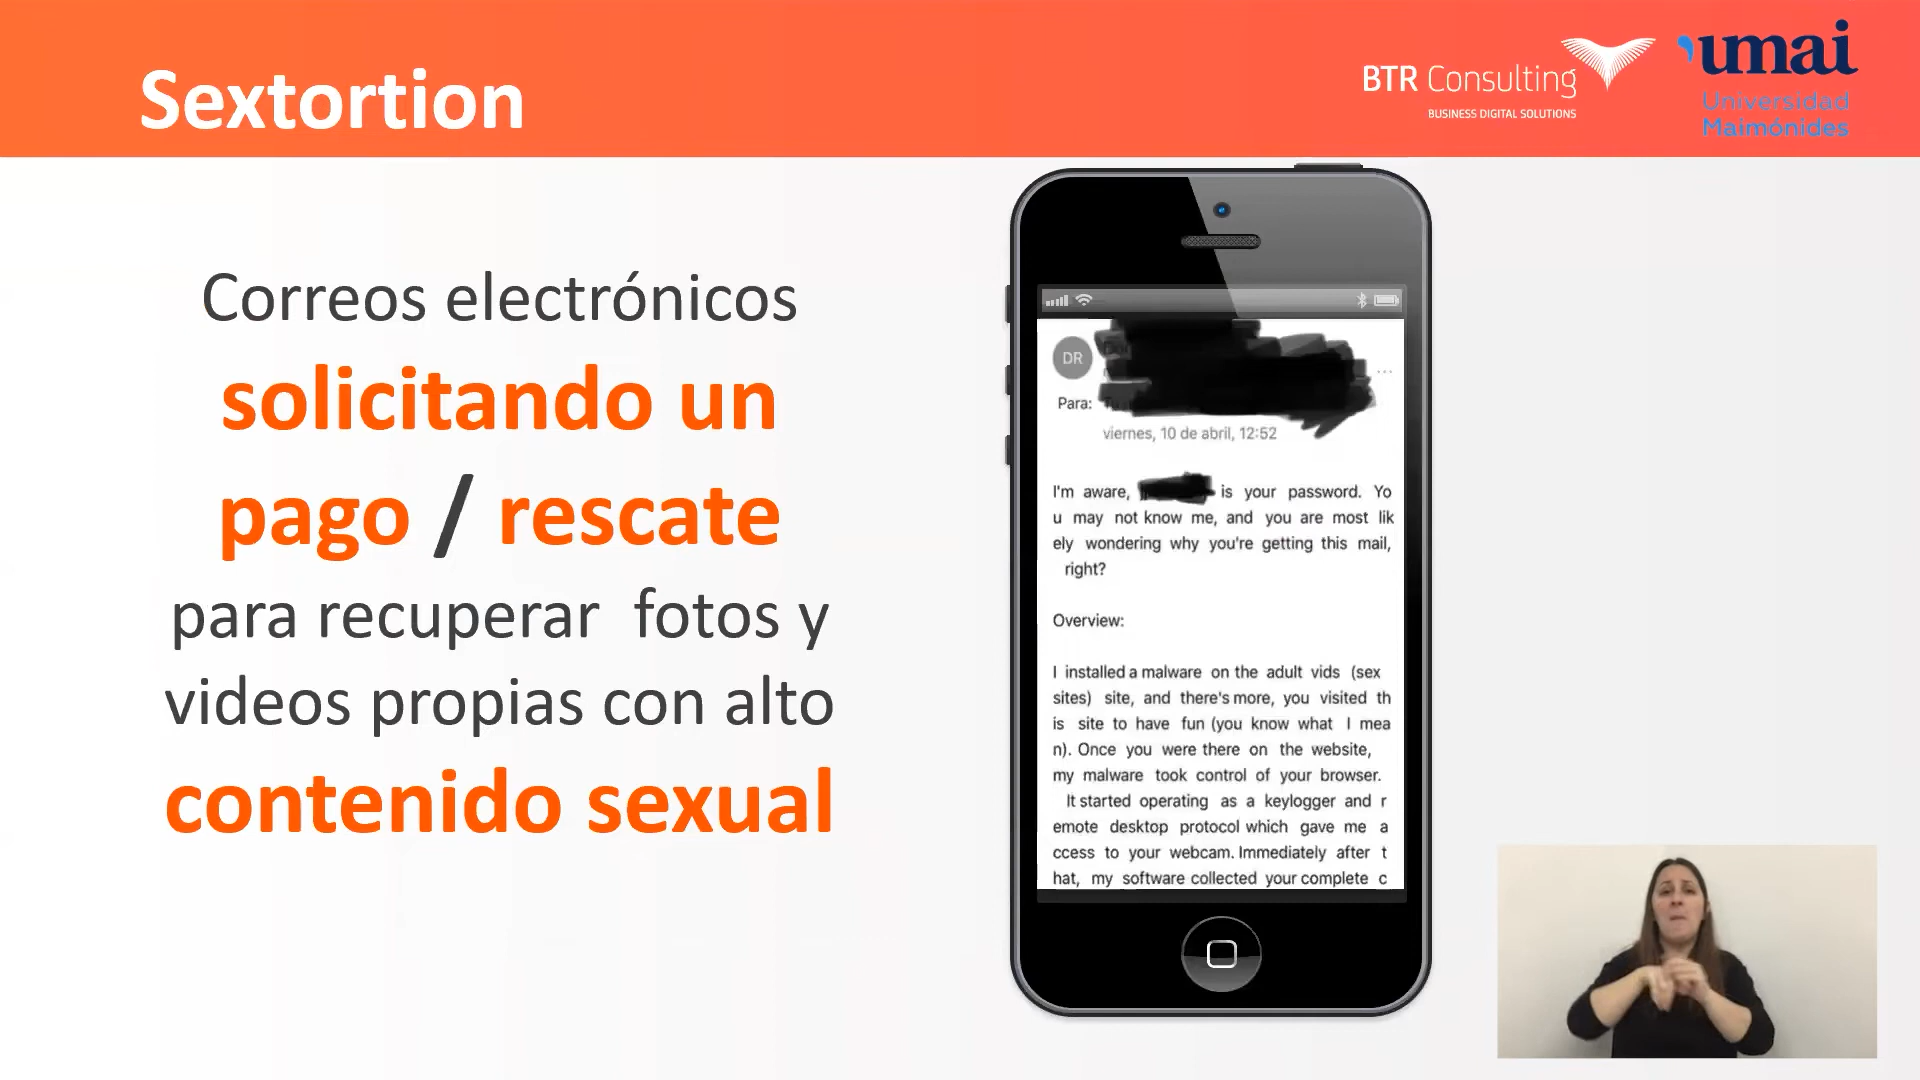 Sextortion
BTR Consulting
BUSINESS DIGITAL SOLUTIONS
umai
Universidad
Maimónides
Correos electrónicos
solicitando un
pago / rescate
para recuperar fotos y
videos propias con alto
contenido sexual
DR
Para:
viernes, 10 de abril, 12:52
I'm aware, is your password. Yo
u may not know me, and you are most lik
ely wondering why you're getting this mail,
right?
Overview:
I installed a malware on the adult vids (sex
sites) site, and there's more, you visited th
is site to have fun (you know what I mea
n). Once you were there on the website,
my malware took control of your browser.
It started operating as a keylogger and r
emote desktop protocol which gave me a
ccess to your webcam. Immediately after t
hat, my software collected your complete c